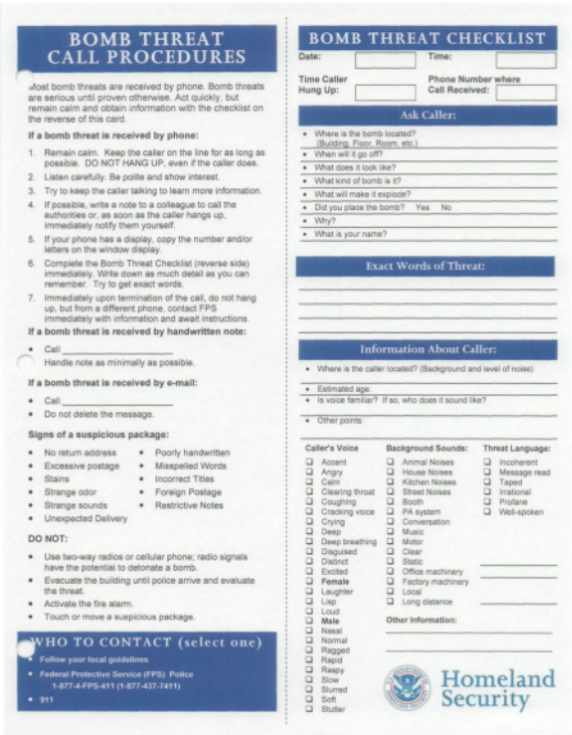 BOMB THREAT
CALL PROCEDURES
Most bomb threats are received by phone. Bomb threats
are serious until proven otherwise. Act quickly, but
remain calm and obtain information with the checklist on
the reverse of this card.
If a bomb threat is received by phone:
1. Remain calm. Keep the caller on the line for as long as
possible. DO NOT HANG UP, even if the caller does.
2. Listen carefully. Be polite and show interest.
3. Try to keep the caller talking to learn more information.
4. If possible, write a note to a colleague to call the
authorities or, as soon as the caller hangs up,
immediately notify them yourself.
5. If your phone has a display, copy the number and/or
letters on the window display.
6. Complete the Bomb Threat Checklist (reverse side)
immediately. Write down as much detail as you can
remember. Try to get exact words.
7. Immediately upon termination of the call, do not hang
up, but from a different phone, contact FPS
immediately with information and await instructions.
If a bomb threat is received by handwritten note:
• Call
Handle note as minimally as possible.
If a bomb threat is received by e-mail:
• Call
• Do not delete the message.
Signs of a suspicious package:
• No return address • Poorly handwritten
• Excessive postage • Misspelled Words
• Stains • Incorrect Titles
• Strange odor • Foreign Postage
• Strange sounds • Restrictive Notes
• Unexpected Delivery
DO NOT:
• Use two-way radios or cellular phone; radio signals
have the potential to detonate a bomb.
• Evacuate the building until police arrive and evaluate
the threat.
• Activate the fire alarm.
• Touch or move a suspicious package.
WHO TO CONTACT (select one)
• Follow your local guidelines
• Federal Protective Service (FPS) Police
1-877-4-FPS-411 (1-877-437-7411)
• 911
BOMB THREAT CHECKLIST
Date: Time:
Time Caller Phone Number where
Hung Up: Call Received:
Ask Caller:
• Where is the bomb located?
(Building, Floor, Room, etc.)
• When will it go off?
• What does it look like?
• What kind of bomb is it?
• What will make it explode?
• Did you place the bomb? Yes No
• Why?
• What is your name?
Exact Words of Threat:
Information About Caller:
• Where is the caller located? (Background and level of noise)
• Estimated age:
• Is voice familiar? If so, who does it sound like?
• Other points:
Caller's Voice Background Sounds: Threat Language:
❑ Accent ❑ Animal Noises ❑ Incoherent
❑ Angry ❑ House Noises ❑ Message read
❑ Calm ❑ Kitchen Noises ❑ Taped
❑ Clearing throat ❑ Street Noises ❑ Irrational
❑ Coughing ❑ Booth ❑ Profane
❑ Cracking voice ❑ PA system ❑ Well-spoken
❑ Crying ❑ Conversation
❑ Deep ❑ Music
❑ Deep breathing ❑ Motor
❑ Disguised ❑ Clear
❑ Distinct ❑ Static
❑ Excited ❑ Office machinery
❑ Female ❑ Factory machinery
❑ Laughter ❑ Local
❑ Lisp ❑ Long distance
❑ Loud
❑ Male Other Information:
❑ Nasal
❑ Normal
❑ Ragged
❑ Rapid
❑ Raspy
❑ Slow
❑ Slurred
❑ Soft
❑ Stutter
Homeland
Security